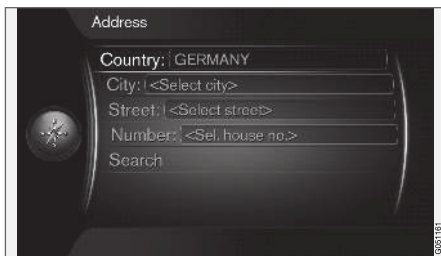 Address
Country: GERMANY
City: <Select city>
Street: <Select street>
Number: <Sel. house no.>
Search
G051161